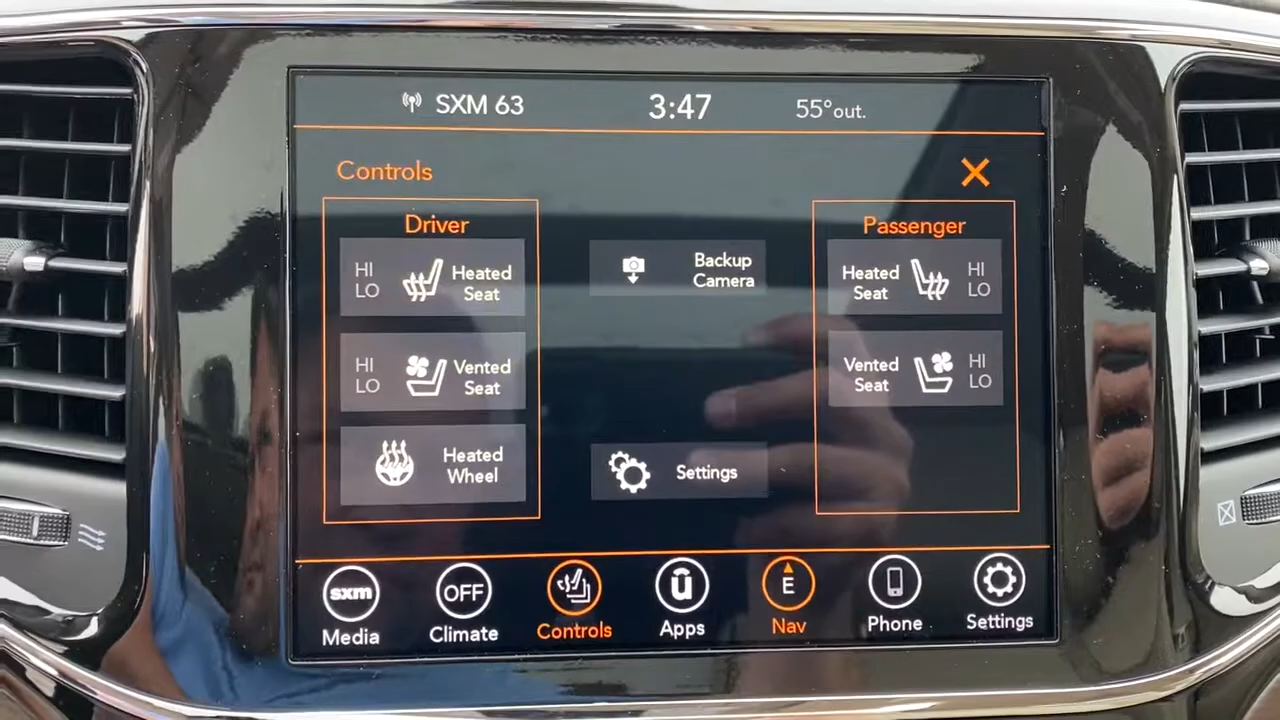 SXM 63
3:47
55°out.
Controls
Driver
HI
LO
Heated
Seat
HI
LO
Vented
Seat
Heated
Wheel
Backup
Camera
Settings
Passenger
Heated
Seat
HI
LO
Vented
Seat
HI
LO
sxm
Media
OFF
Climate
Controls
ū
Apps
E
Nav
Phone
Settings